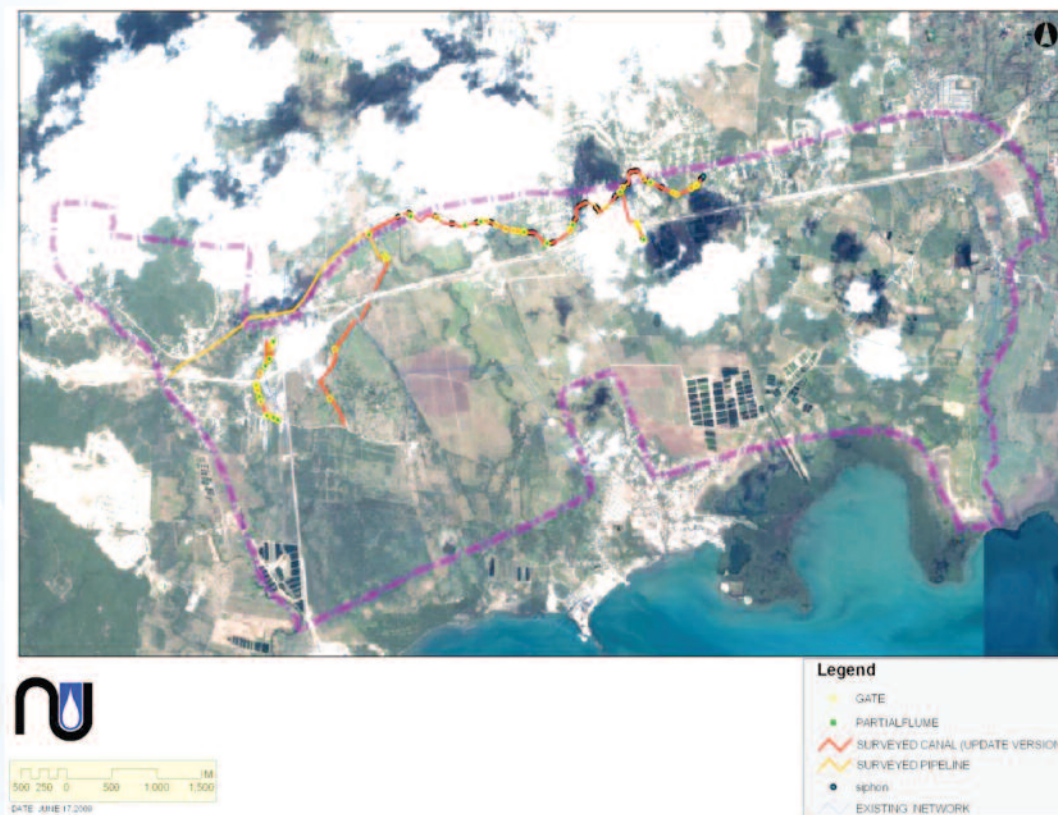 Legend
GATE
PARTIALFLUME
SURVEYED CANAL (UPDATE VERSION
SURVEYED PIPELINE
siphon
EXISTING NETWORK
500 250 0 500 1.000 1.500
M
DATE: JUNE 17,2009